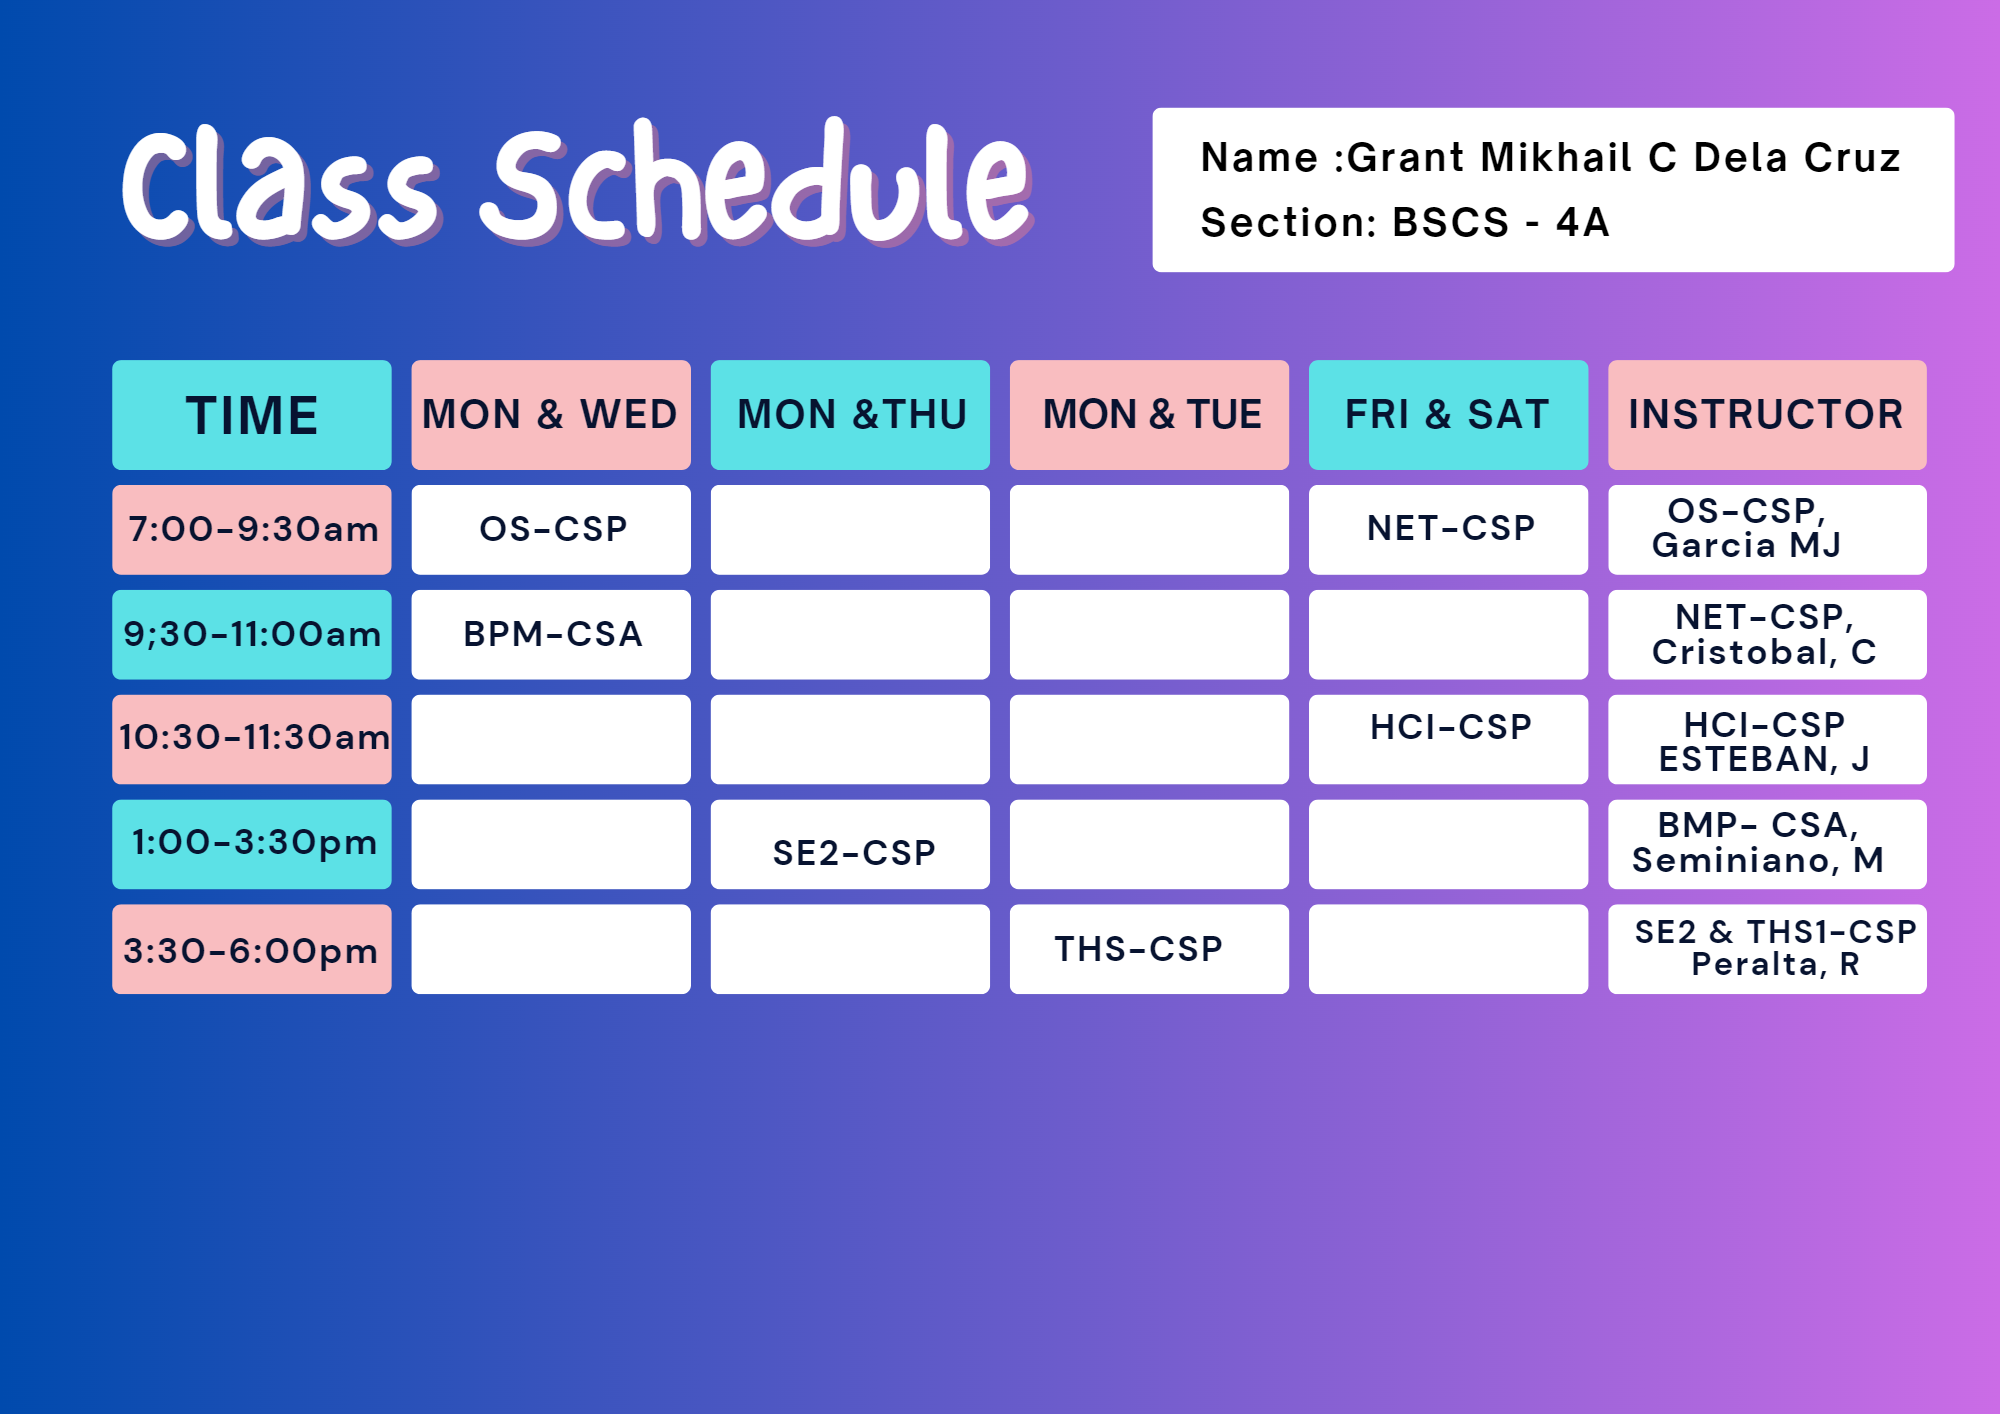 Class Schedule
Name :Grant Mikhail C Dela Cruz
Section: BSCS - 4A
TIME
MON & WED
MON &THU
MON & TUE
FRI & SAT
INSTRUCTOR
7:00-9:30am
OS-CSP
NET-CSP
OS-CSP,
Garcia MJ
9;30-11:00am
BPM-CSA
NET-CSP,
Cristobal, C
10:30-11:30am
HCI-CSP
HCI-CSP
ESTEBAN, J
1:00-3:30pm
SE2-CSP
BMP- CSA,
Seminiano, M
3:30-6:00pm
THS-CSP
SE2 & THS1-CSP
Peralta, R